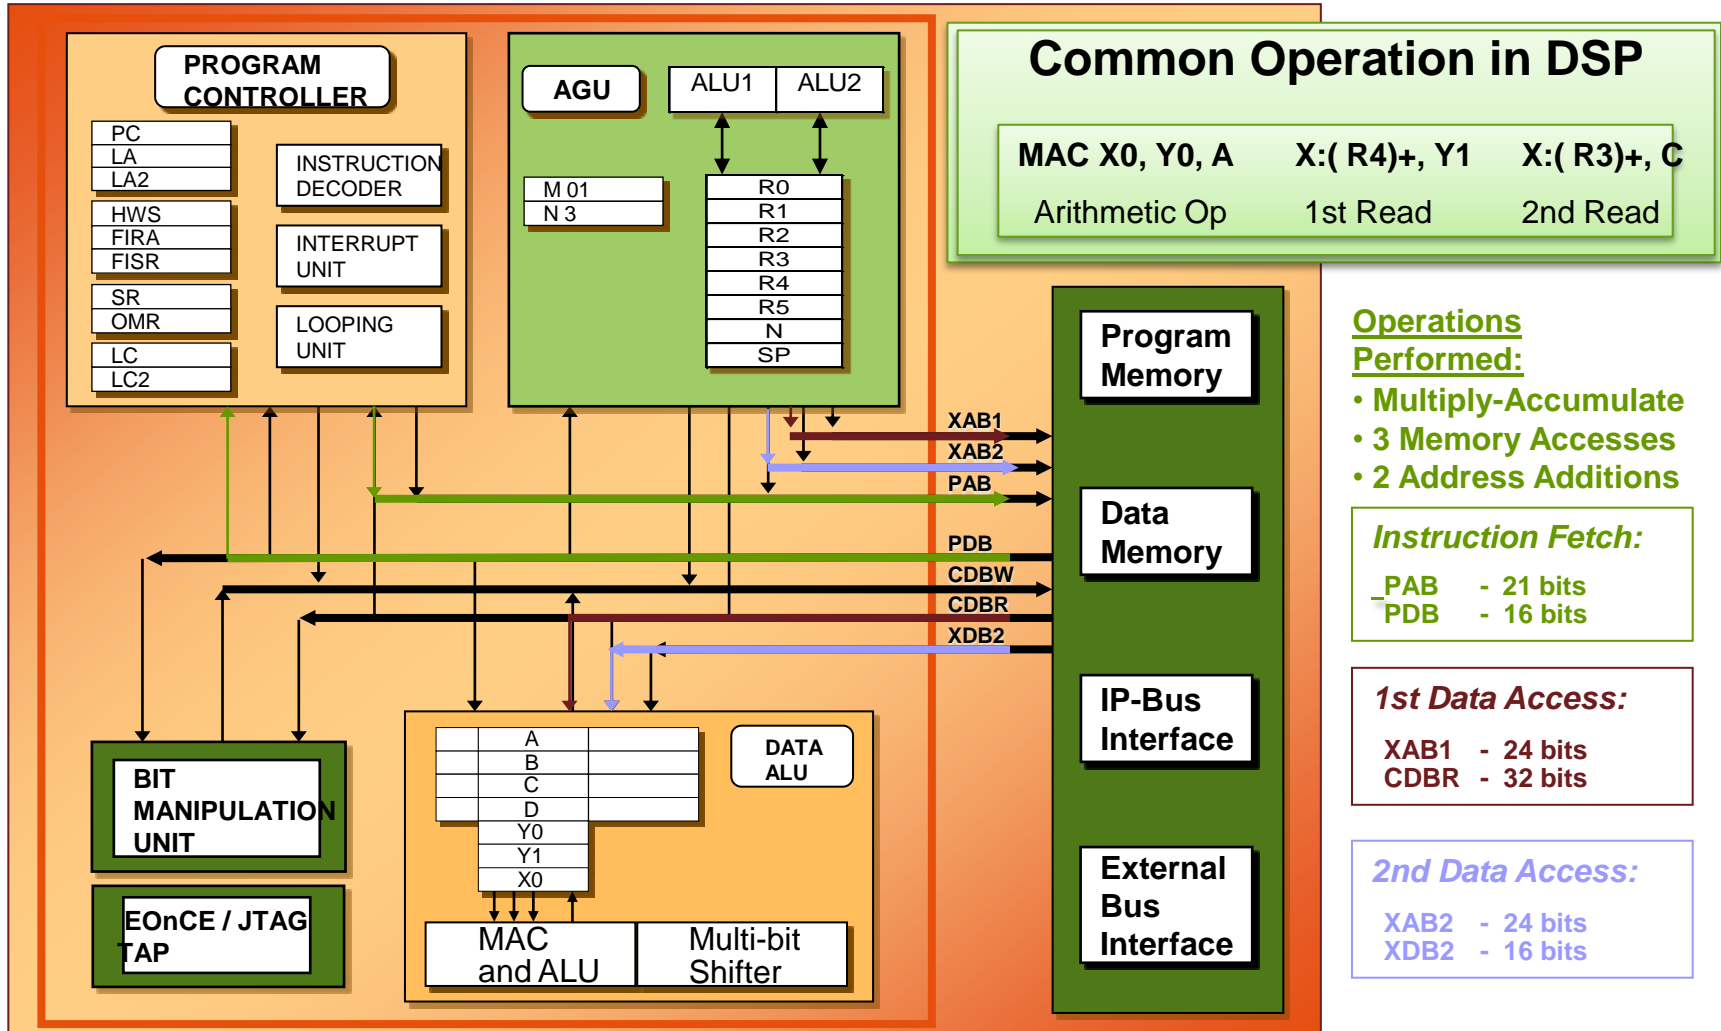 PROGRAM
CONTROLLER
PC
LA
LA2
HWS
FIRA
FISR
SR
OMR
LC
LC2
INSTRUCTION
DECODER
INTERRUPT
UNIT
LOOPING
UNIT
AGU
ALU1 ALU2
M 01
N 3
R0
R1
R2
R3
R4
R5
N
SP
Common Operation in DSP
MAC X0, Y0, A X:( R4)+, Y1 X:( R3)+, C
Arithmetic Op 1st Read 2nd Read
XAB1
XAB2
PAB
PDB
CDBW
CDBR
XDB2
Program
Memory
Data
Memory
IP-Bus
Interface
External
Bus
Interface
Operations
Performed:
• Multiply-Accumulate
• 3 Memory Accesses
• 2 Address Additions
Instruction Fetch:
_PAB - 21 bits
PDB - 16 bits
1st Data Access:
XAB1 - 24 bits
CDBR - 32 bits
2nd Data Access:
XAB2 - 24 bits
XDB2 - 16 bits
BIT
MANIPULATION
UNIT
EOnCE / JTAG
TAP
A
B
C
D
Y0
Y1
X0
DATA
ALU
MAC
and ALU
Multi-bit
Shifter